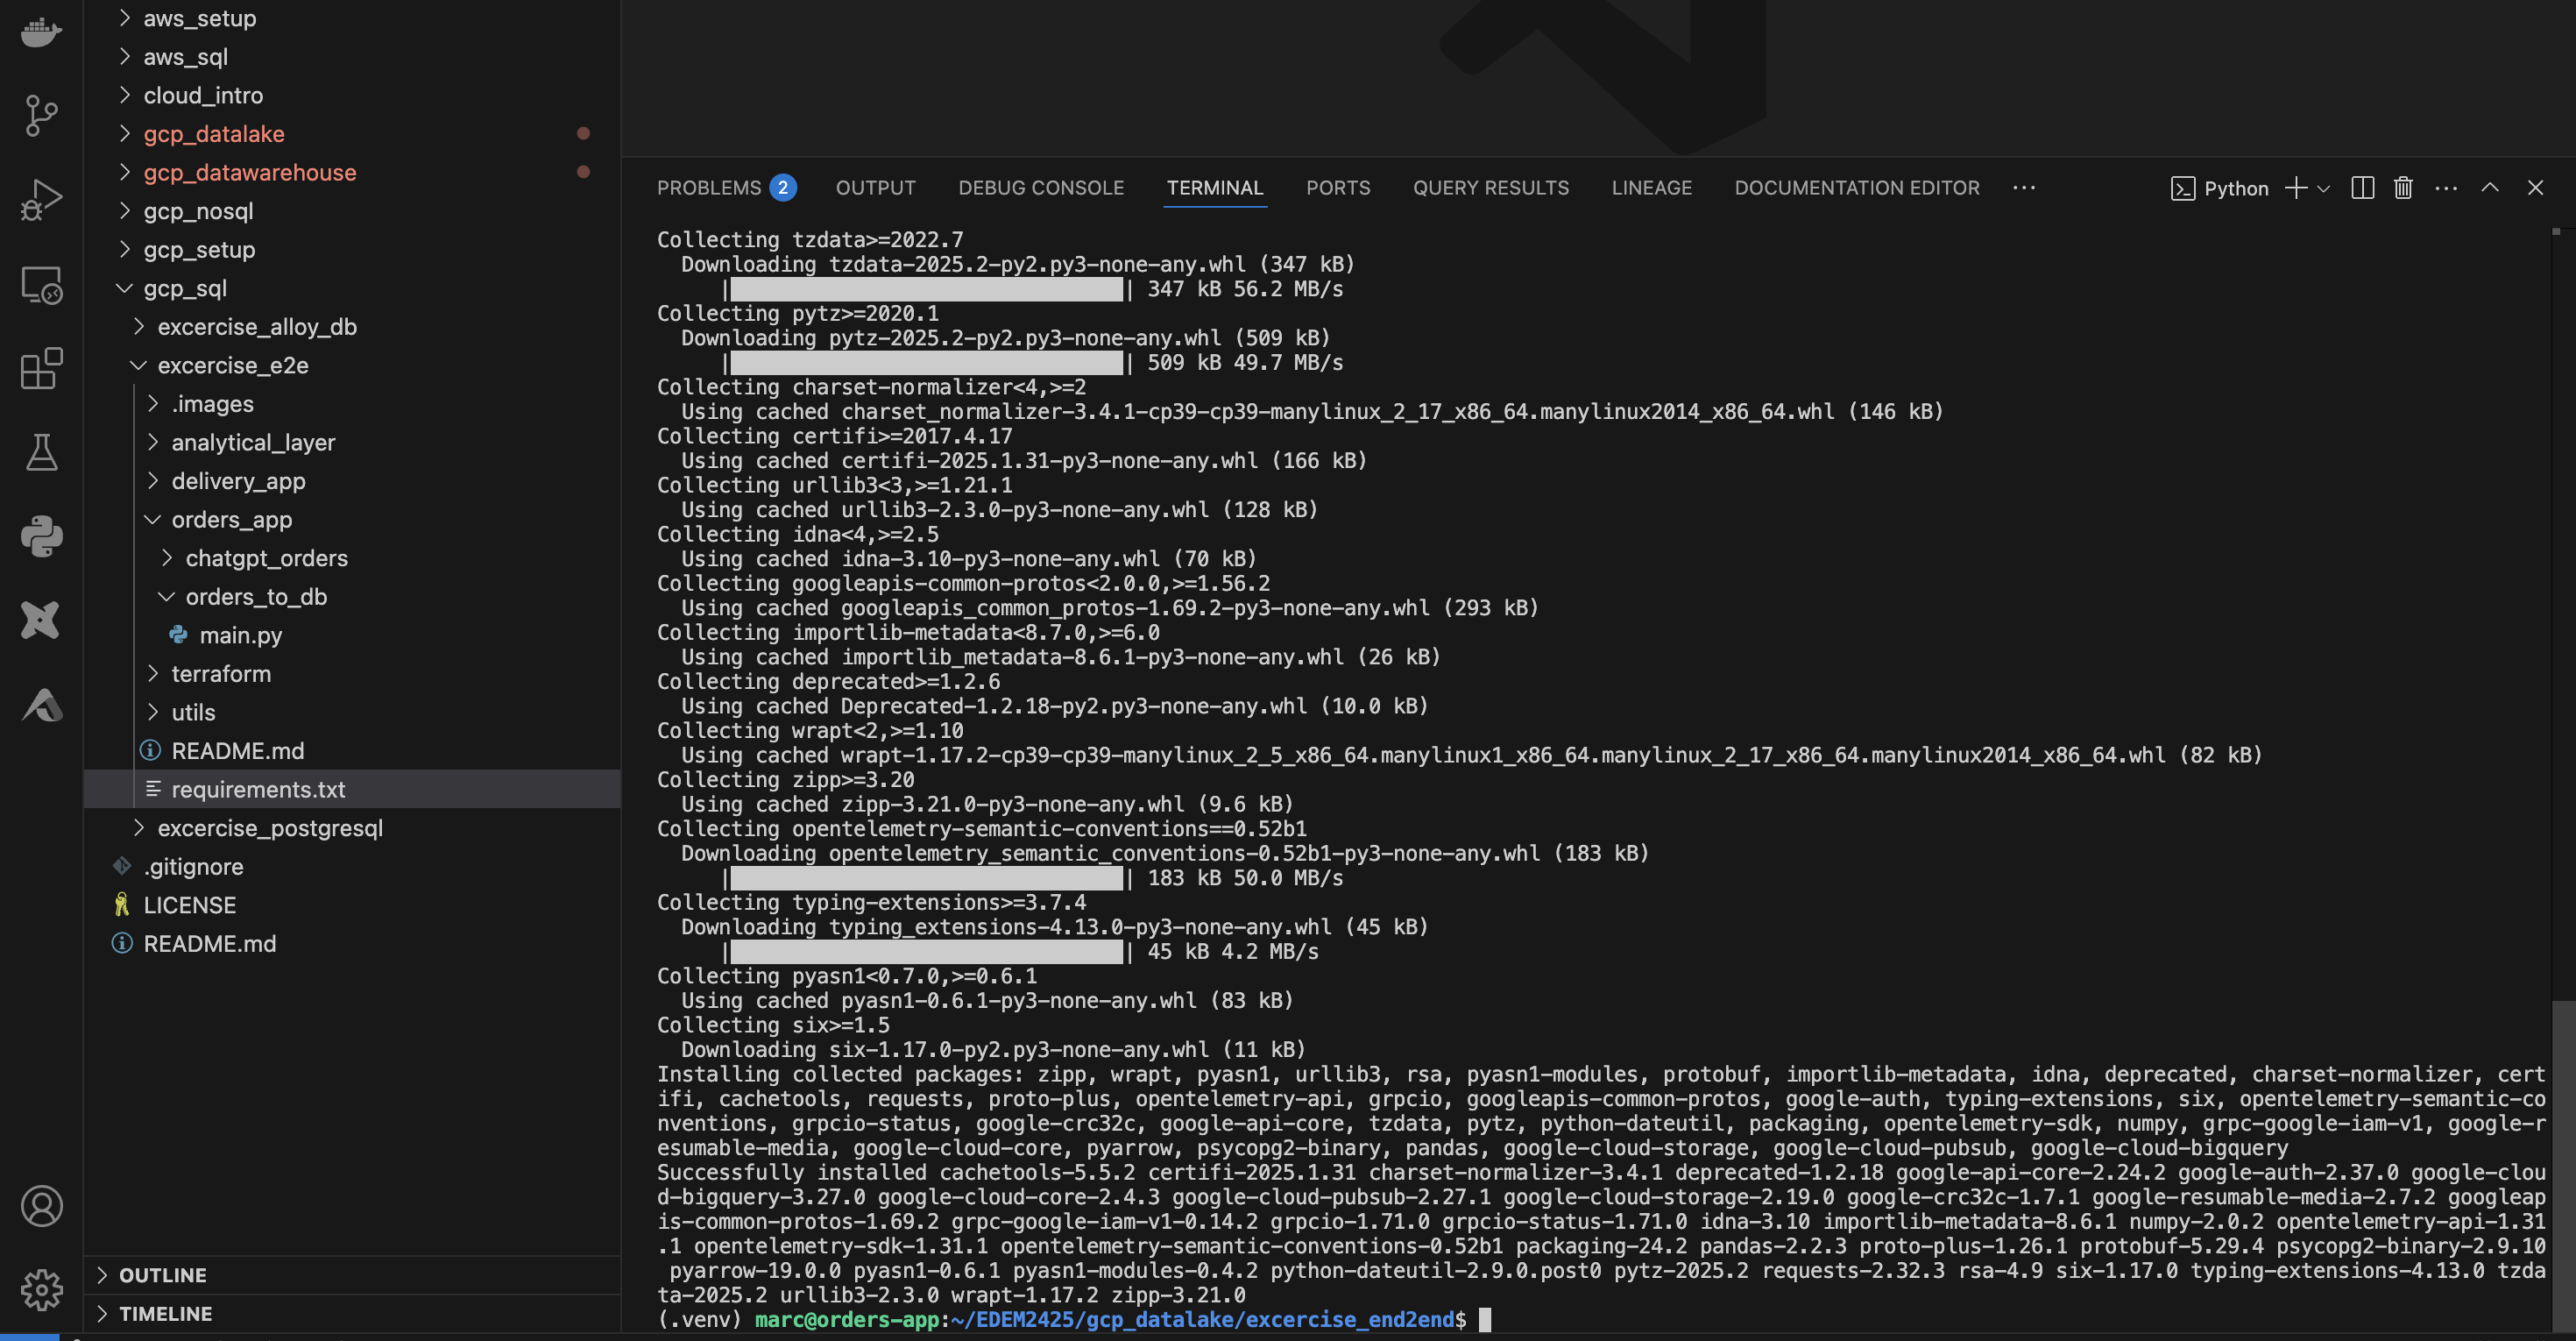 aws_setup
aws_sql
cloud_intro
gcp_datalake
gcp_datawarehouse
gcp_nosql
gcp_setup
gcp_sql
excercise_alloy_db
excercise_e2e
.images
analytical_layer
delivery_app
orders_app
chatgpt_orders
orders_to_db
main.py
terraform
utils
README.md
requirements.txt
excercise_postgresql
.gitignore
LICENSE
README.md
OUTLINE
TIMELINE
PROBLEMS 2 OUTPUT DEBUG CONSOLE TERMINAL PORTS QUERY RESULTS LINEAGE DOCUMENTATION EDITOR ··· Python
Collecting tzdata>=2022.7
Downloading tzdata-2025.2-py2.py3-none-any.whl (347 kB)
| | 347 kB 56.2 MB/s
Collecting pytz>=2020.1
Downloading pytz-2025.2-py2.py3-none-any.whl (509 kB)
| | 509 kB 49.7 MB/s
Collecting charset-normalizer<4,>=2
Using cached charset_normalizer-3.4.1-cp39-cp39-manylinux_2_17_x86_64.manylinux2014_x86_64.whl (146 kB)
Collecting certifi>=2017.4.17
Using cached certifi-2025.1.31-py3-none-any.whl (166 kB)
Collecting urllib3<3,>=1.21.1
Using cached urllib3-2.3.0-py3-none-any.whl (128 kB)
Collecting idna<4,>=2.5
Using cached idna-3.10-py3-none-any.whl (70 kB)
Collecting googleapis-common-protos<2.0.0,>=1.56.2
Using cached googleapis_common_protos-1.69.2-py3-none-any.whl (293 kB)
Collecting importlib-metadata<8.7.0,>=6.0
Using cached importlib_metadata-8.6.1-py3-none-any.whl (26 kB)
Collecting deprecated>=1.2.6
Using cached Deprecated-1.2.18-py2.py3-none-any.whl (10.0 kB)
Collecting wrapt<2,>=1.10
Using cached wrapt-1.17.2-cp39-cp39-manylinux_2_5_x86_64.manylinux1_x86_64.manylinux_2_17_x86_64.manylinux2014_x86_64.whl (82 kB)
Collecting zipp>=3.20
Using cached zipp-3.21.0-py3-none-any.whl (9.6 kB)
Collecting opentelemetry-semantic-conventions==0.52b1
Downloading opentelemetry_semantic_conventions-0.52b1-py3-none-any.whl (183 kB)
| | 183 kB 50.0 MB/s
Collecting typing-extensions>=3.7.4
Downloading typing_extensions-4.13.0-py3-none-any.whl (45 kB)
| | 45 kB 4.2 MB/s
Collecting pyasn1<0.7.0,>=0.6.1
Using cached pyasn1-0.6.1-py3-none-any.whl (83 kB)
Collecting six>=1.5
Downloading six-1.17.0-py2.py3-none-any.whl (11 kB)
Installing collected packages: zipp, wrapt, pyasn1, urllib3, rsa, pyasn1-modules, protobuf, importlib-metadata, idna, deprecated, charset-normalizer, cert
ifi, cachetools, requests, proto-plus, opentelemetry-api, grpcio, googleapis-common-protos, google-auth, typing-extensions, six, opentelemetry-semantic-co
nventions, grpcio-status, google-crc32c, google-api-core, tzdata, pytz, python-dateutil, packaging, opentelemetry-sdk, numpy, grpc-google-iam-v1, google-r
esumable-media, google-cloud-core, pyarrow, psycopg2-binary, pandas, google-cloud-storage, google-cloud-pubsub, google-cloud-bigquery
Successfully installed cachetools-5.5.2 certifi-2025.1.31 charset-normalizer-3.4.1 deprecated-1.2.18 google-api-core-2.24.2 google-auth-2.37.0 google-clou
d-bigquery-3.27.0 google-cloud-core-2.4.3 google-cloud-pubsub-2.27.1 google-cloud-storage-2.19.0 google-crc32c-1.7.1 google-resumable-media-2.7.2 googleap
is-common-protos-1.69.2 grpc-google-iam-v1-0.14.2 grpcio-1.71.0 grpcio-status-1.71.0 idna-3.10 importlib-metadata-8.6.1 numpy-2.0.2 opentelemetry-api-1.31
.1 opentelemetry-sdk-1.31.1 opentelemetry-semantic-conventions-0.52b1 packaging-24.2 pandas-2.2.3 proto-plus-1.26.1 protobuf-5.29.4 psycopg2-binary-2.9.10
pyarrow-19.0.0 pyasn1-0.6.1 pyasn1-modules-0.4.2 python-dateutil-2.9.0.post0 pytz-2025.2 requests-2.32.3 rsa-4.9 six-1.17.0 typing-extensions-4.13.0 tzda
ta-2025.2 urllib3-2.3.0 wrapt-1.17.2 zipp-3.21.0
(.venv) marc@orders-app:~/EDEM2425/gcp_datalake/excercise_end2end$